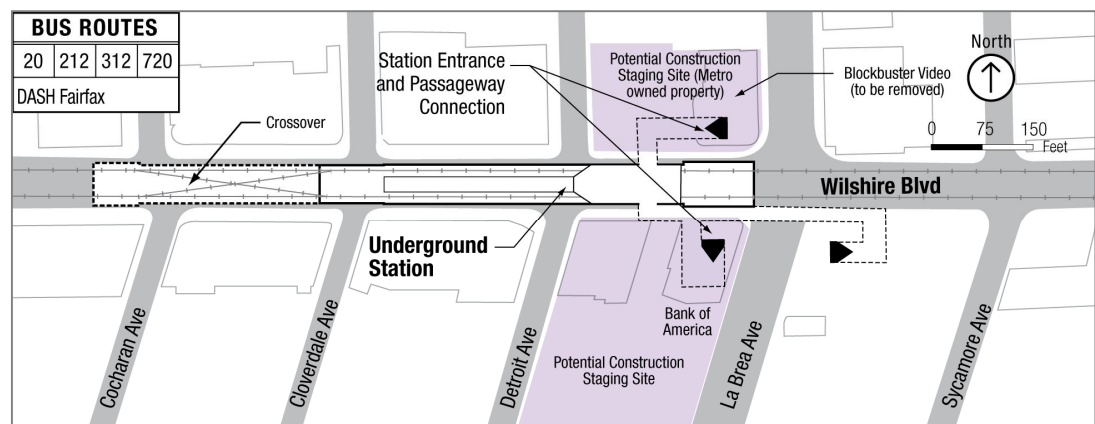 BUS ROUTES
20 212 312 720
DASH Fairfax
Station Entrance
and Passageway
Connection
Potential Construction
Staging Site (Metro
owned property)
Blockbuster Video
(to be removed)
North
0 75 150
Feet
Crossover
Wilshire Blvd
Underground
Station
Bank of
America
Potential Construction
Staging Site
Cocharan Ave
Cloverdale Ave
Detroit Ave
La Brea Ave
Sycamore Ave